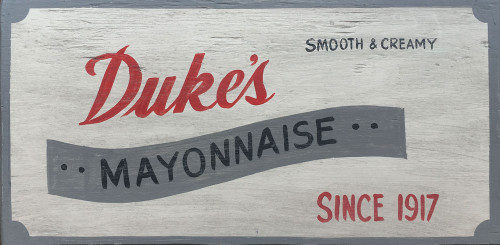 SMOOTH & CREAMY
Duke's
MAYONNAISE
SINCE 1917